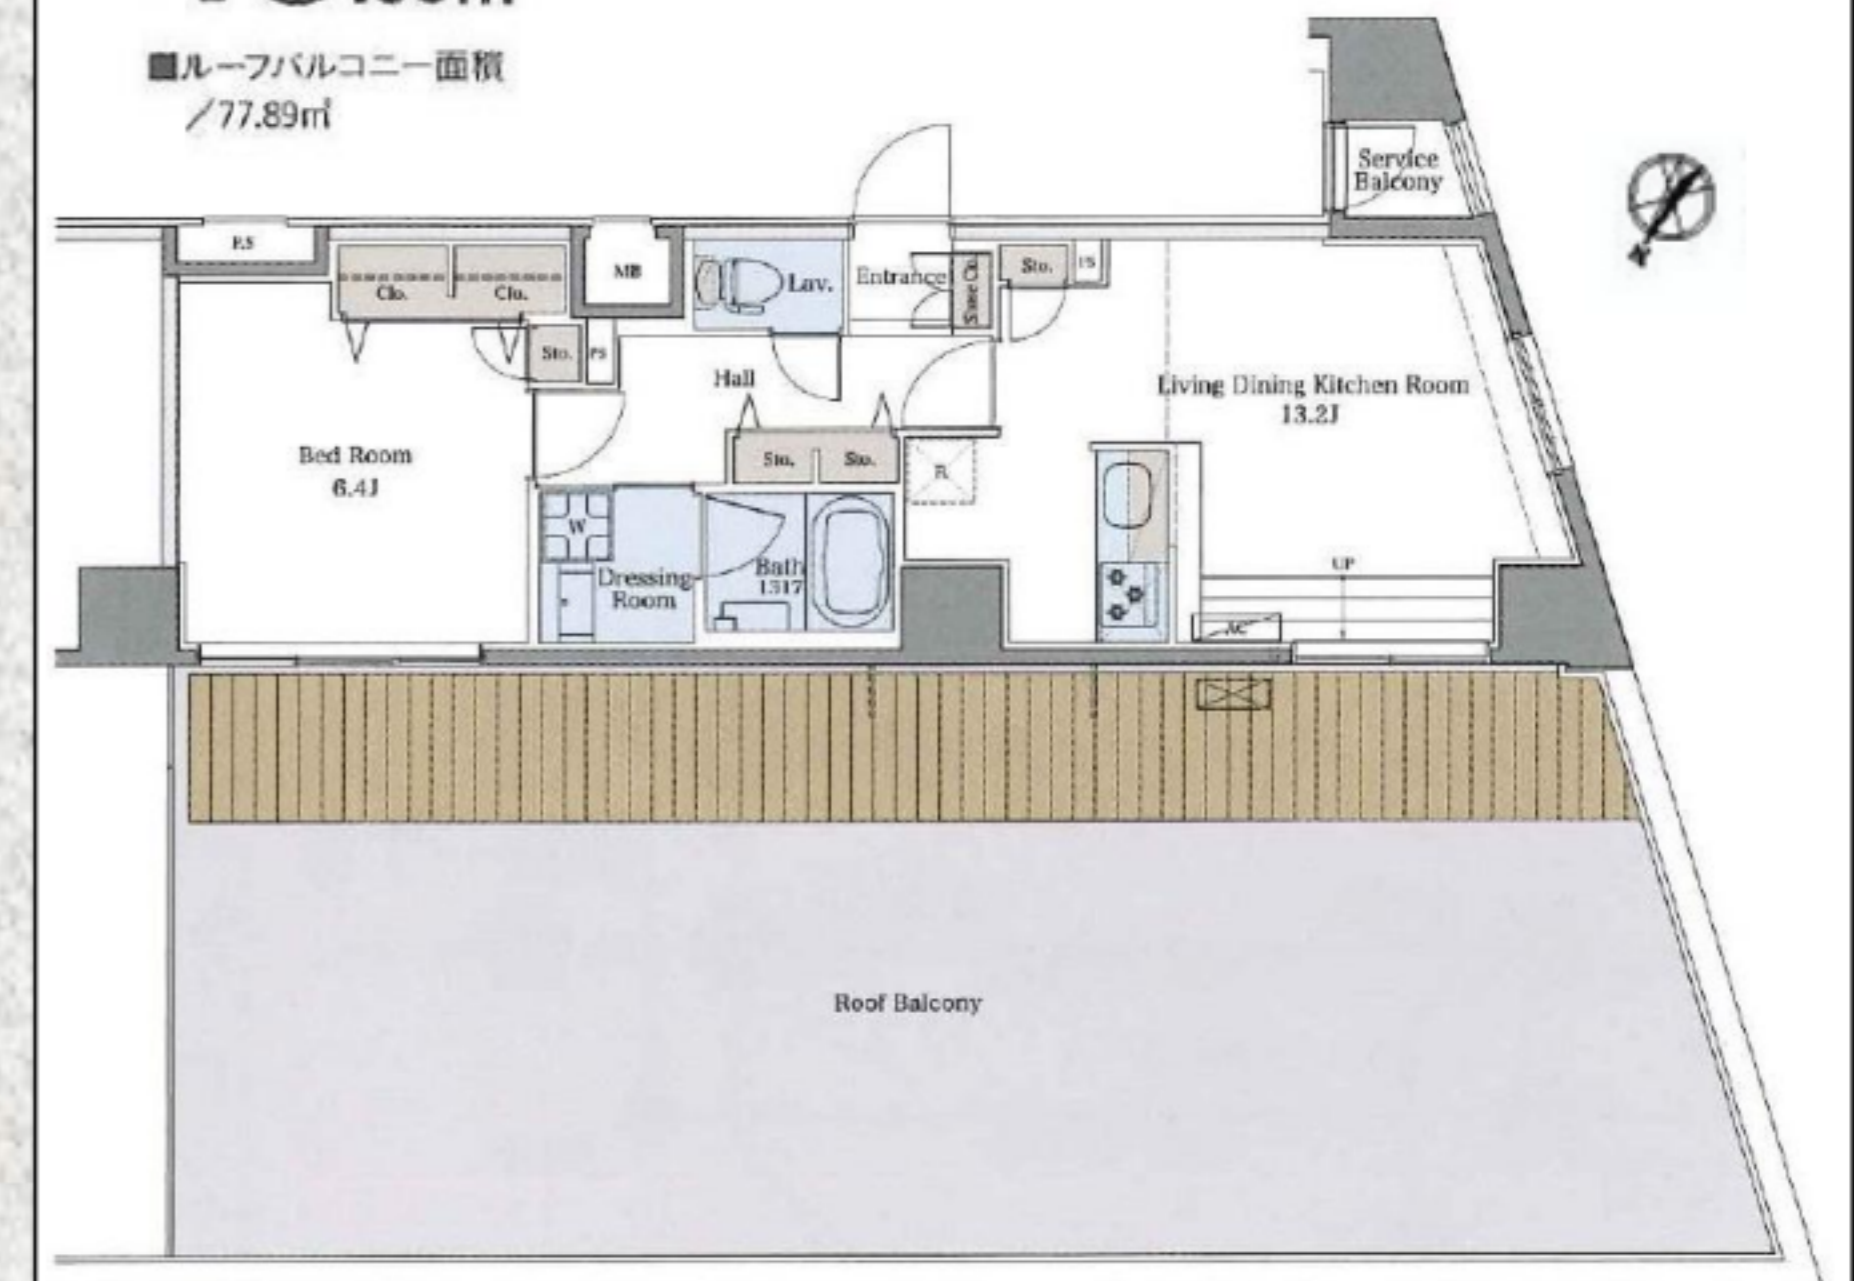 ■ルーフバルコニー面積
／77.89㎡
Service
Balcony
P.S
Clo.
Clo.
MB
Lav.
Entrance
Shoe Clo.
Sto.
PS
Sto.
PS
Hall
Living Dining Kitchen Room
13.2J
Bed Room
6.4J
Sto.
Sto.
R
W
Dressing
Room
Bath
1317
UP
AC
Roof Balcony